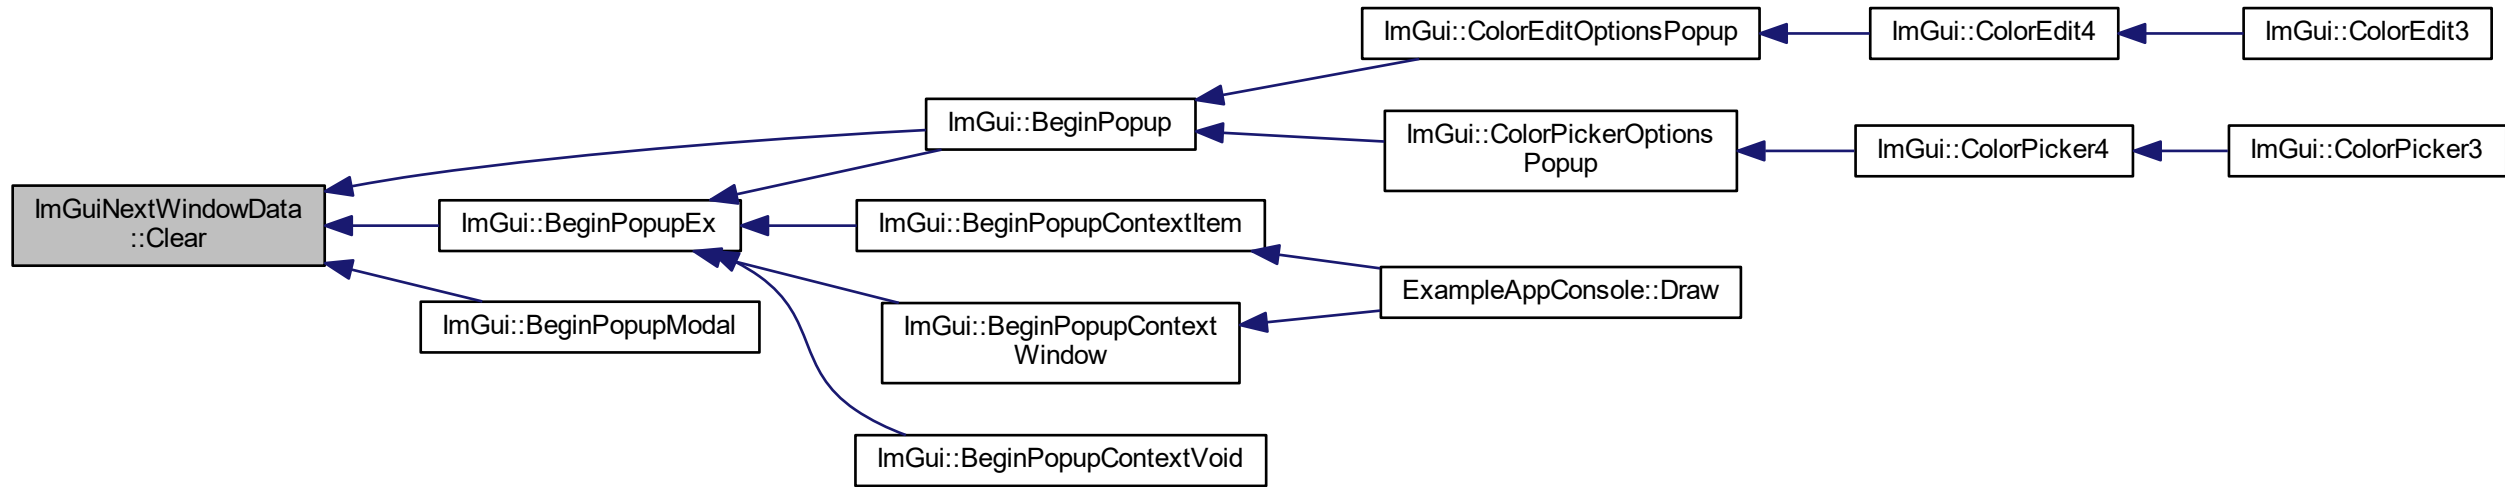 ImGuiNextWindowData
::Clear
ImGui::BeginPopup
ImGui::BeginPopupEx
ImGui::BeginPopupModal
ImGui::ColorEditOptionsPopup
ImGui::ColorEdit4
ImGui::ColorEdit3
ImGui::ColorPickerOptions
Popup
ImGui::ColorPicker4
ImGui::ColorPicker3
ImGui::BeginPopupContextItem
ImGui::BeginPopupContext
Window
ExampleAppConsole::Draw
ImGui::BeginPopupContextVoid